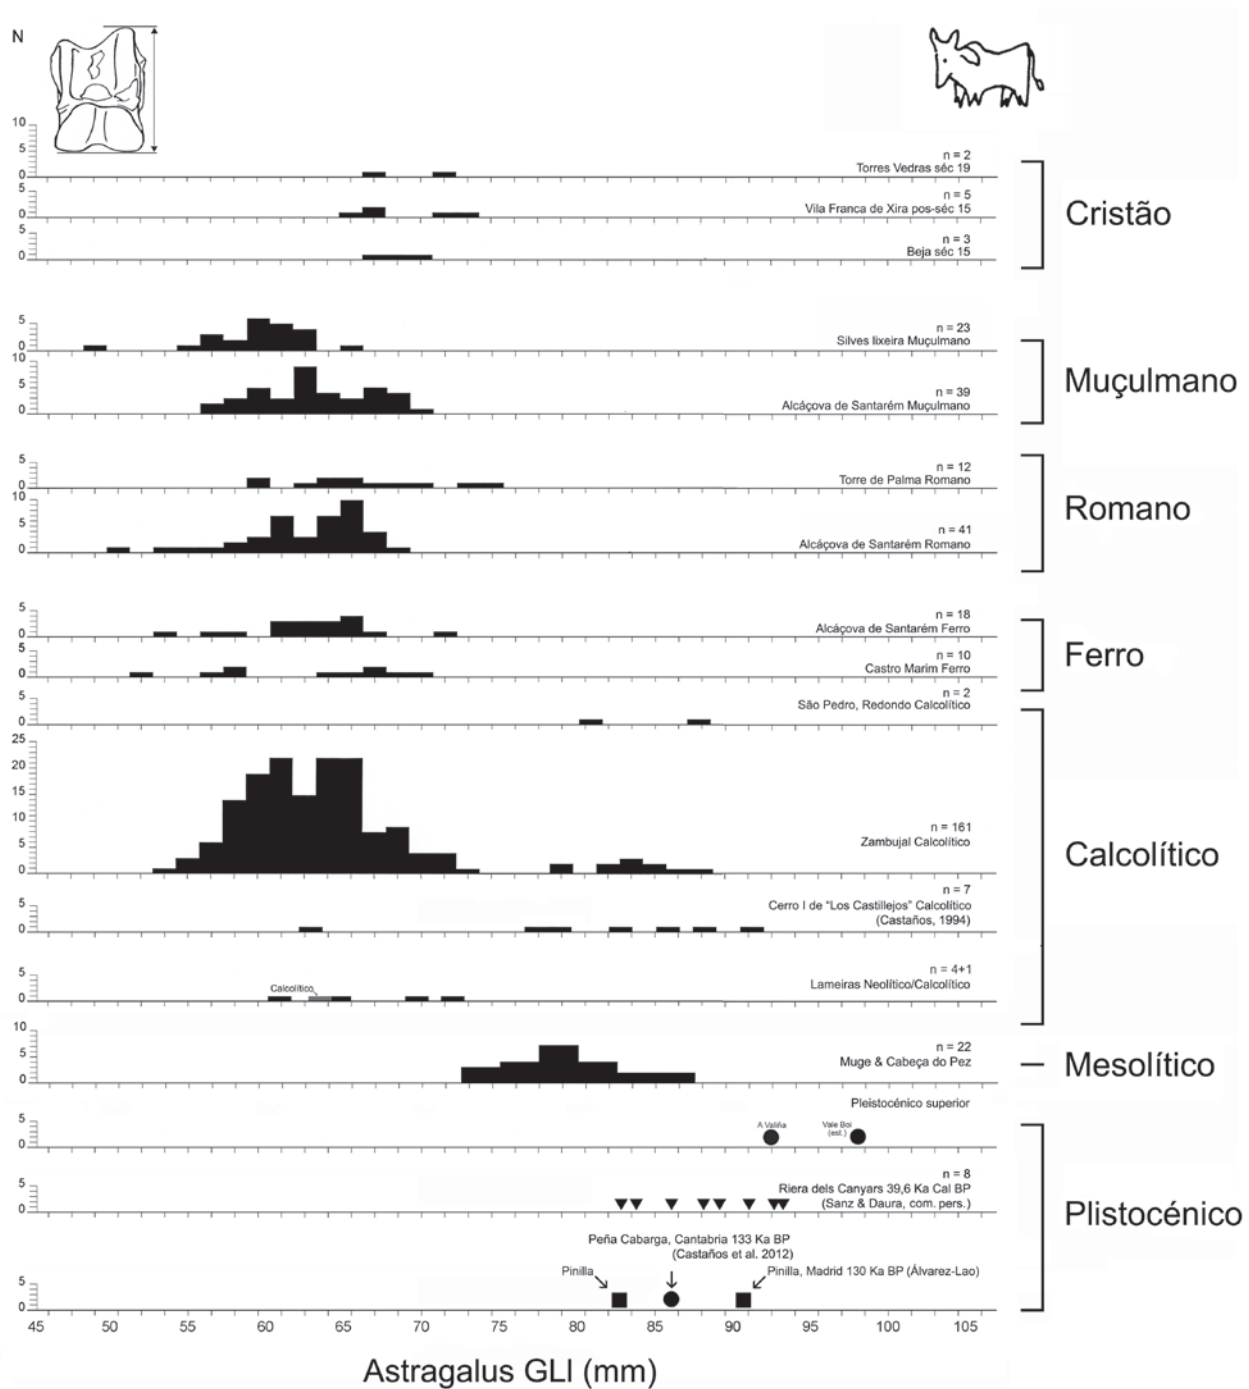 N
10
5
0
n = 2
Torres Vedras séc 19
5
0
n = 5
Vila Franca de Xira pos-séc 15
5
0
n = 3
Beja séc 15
Cristão
5
0
n = 23
Silves lixeira Muçulmano
10
5
0
n = 39
Alcáçova de Santarém Muçulmano
Muçulmano
5
0
n = 12
Torre de Palma Romano
10
5
0
n = 41
Alcáçova de Santarém Romano
Romano
5
0
n = 18
Alcáçova de Santarém Ferro
5
0
n = 10
Castro Marim Ferro
Ferro
5
0
n = 2
São Pedro, Redondo Calcolítico
25
20
15
10
5
0
n = 161
Zambujal Calcolítico
Calcolítico
5
0
n = 7
Cerro I de "Los Castillejos" Calcolítico
(Castaños, 1994)
5
0
Calcolítico
n = 4+1
Lameiras Neolítico/Calcolítico
10
5
0
n = 22
Muge & Cabeça do Pez
Mesolítico
Pleistocénico superior
5
0
A Valiña
Vale Boi
(est.)
5
0
n = 8
Riera dels Canyars 39,6 Ka Cal BP
(Sanz & Daura, com. pers.)
Plistocénico
Peña Cabarga, Cantabria 133 Ka BP
(Castaños et al. 2012)
Pinilla
Pinilla, Madrid 130 Ka BP (Álvarez-Lao)
5
0
45 50 55 60 65 70 75 80 85 90 95 100 105
Astragalus GLl (mm)